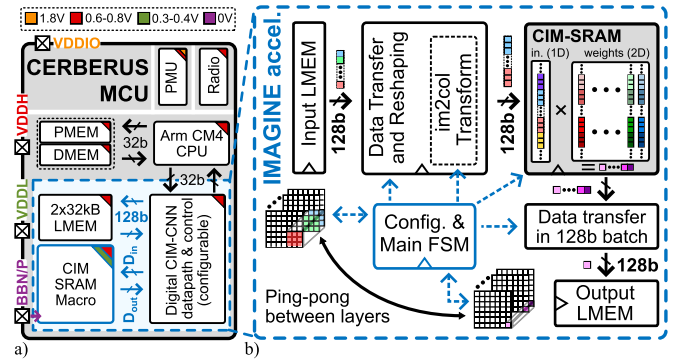 1.8V 0.6-0.8V 0.3-0.4V 0V
VDDIO
CERBERUS
MCU
PMU
Radio
VDDH
PMEM
DMEM
32b
Arm CM4
CPU
32b
VDDL
2x32kB
LMEM
128b
Din
Dout
CIM
SRAM
Macro
Digital CIM-CNN
datapath & control
(configurable)
BBN/P
a)
b)
IMAGINE accel.
Input LMEM
128b
Data Transfer
and Reshaping
im2col
Transform
128b
CIM-SRAM
in. (1D) weights (2D)
×
=
Config. &
Main FSM
Data transfer
in 128b batch
128b
Ping-pong
between layers
Output
LMEM